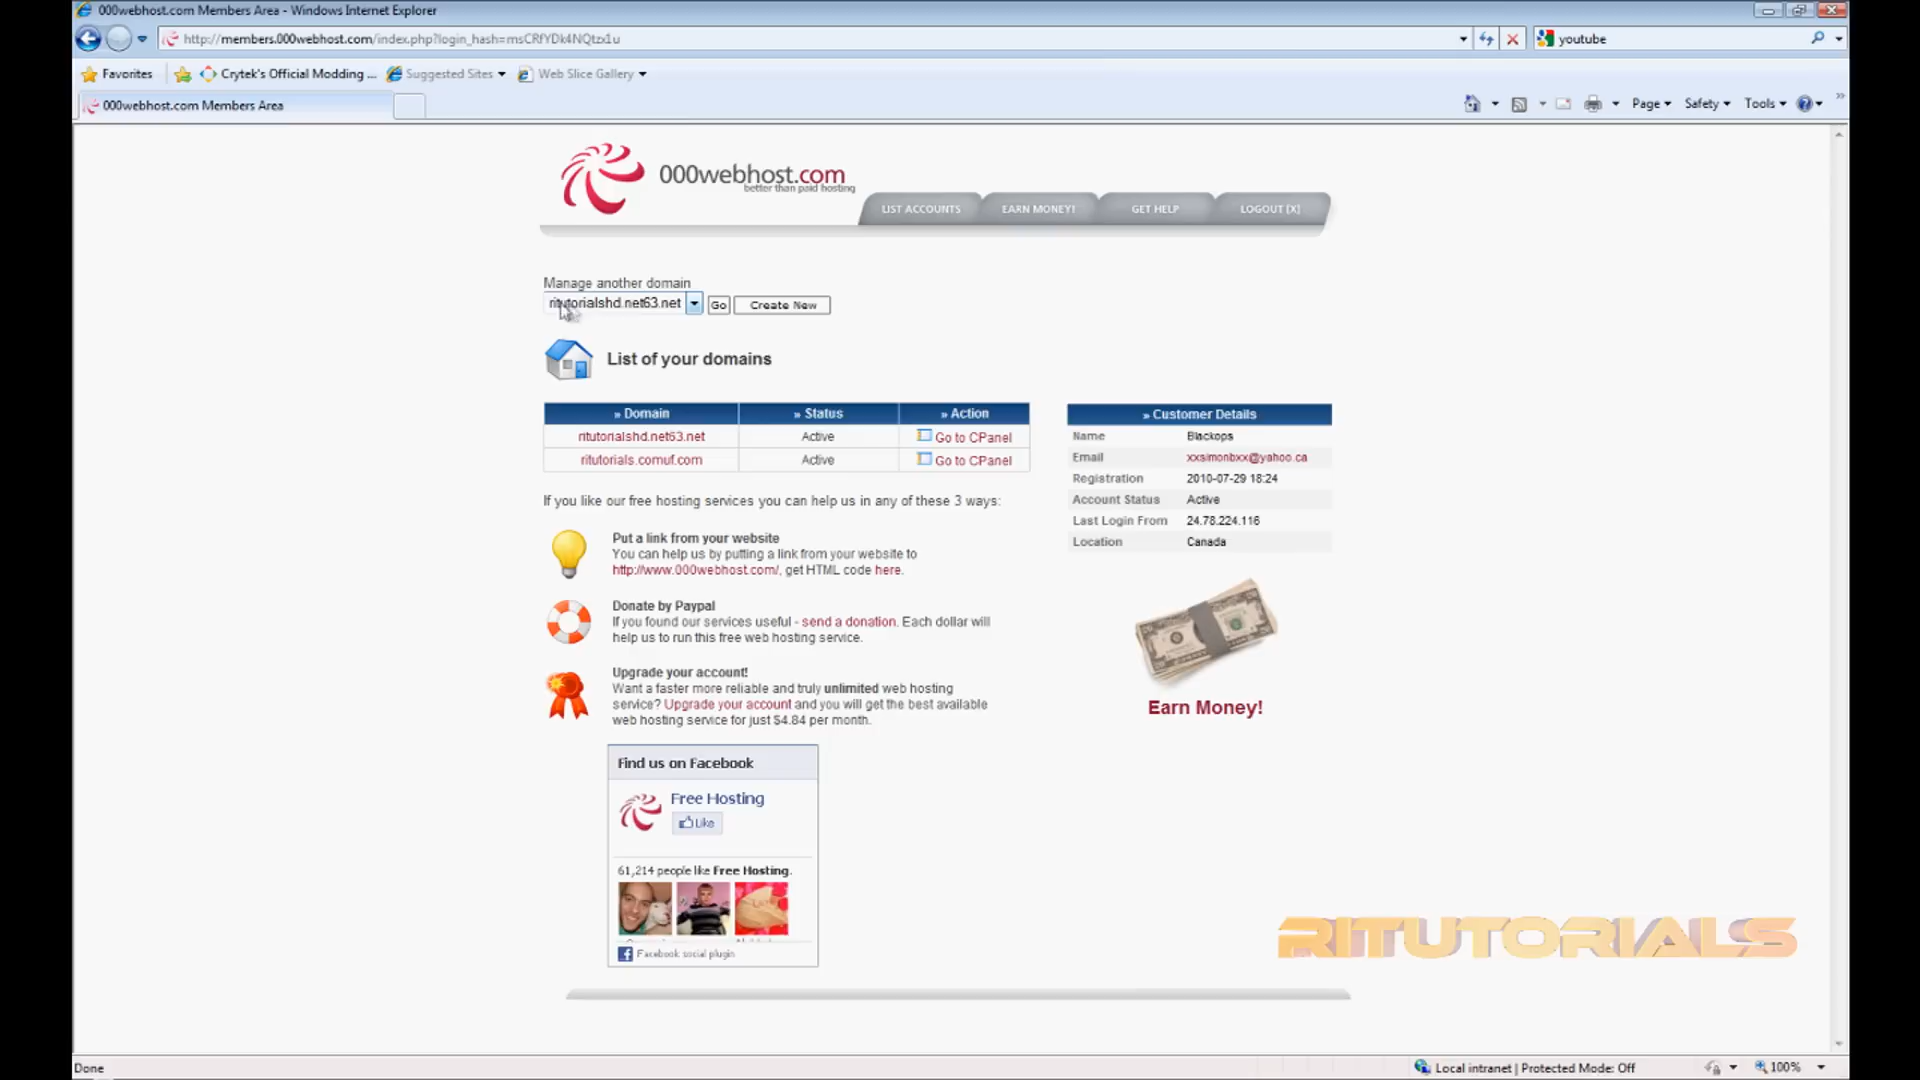 000webhost.com Members Area - Windows Internet Explorer
http://members.000webhost.com/index.php?login_hash=msCRfYDk4NQtzx1u
youtube
Favorites
Crytek's Official Modding ...
Suggested Sites
Web Slice Gallery
000webhost.com Members Area
Page
Safety
Tools
000webhost.com
better than paid hosting
LIST ACCOUNTS
EARN MONEY!
GET HELP
LOGOUT [X]
Manage another domain
ritutorialshd.net63.net
Go
Create New
List of your domains
» Domain
» Status
» Action
ritutorialshd.net63.net
Active
Go to CPanel
ritutorials.comuf.com
Active
Go to CPanel
» Customer Details
Name
Blackops
Email
xxsimonbxx@yahoo.ca
Registration
2010-07-29 18:24
Account Status
Active
Last Login From
24.78.224.116
Location
Canada
If you like our free hosting services you can help us in any of these 3 ways:
Put a link from your website
You can help us by putting a link from your website to
http://www.000webhost.com/, get HTML code here.
Donate by Paypal
If you found our services useful - send a donation. Each dollar will
help us to run this free web hosting service.
Upgrade your account!
Want a faster more reliable and truly unlimited web hosting
service? Upgrade your account and you will get the best available
web hosting service for just $4.84 per month.
Earn Money!
Find us on Facebook
Free Hosting
Like
61,214 people like Free Hosting.
Facebook social plugin
RITUTORIALS
Done
Local intranet | Protected Mode: Off
100%